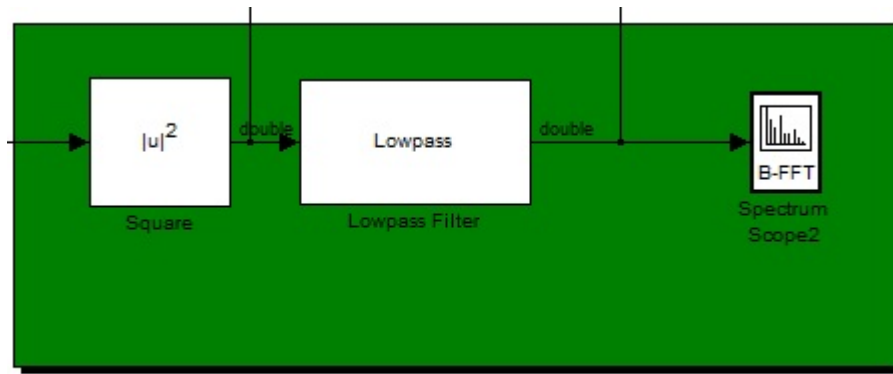 |u|²
double
Lowpass
double
B-FFT
Square
Lowpass Filter
Spectrum
Scope2